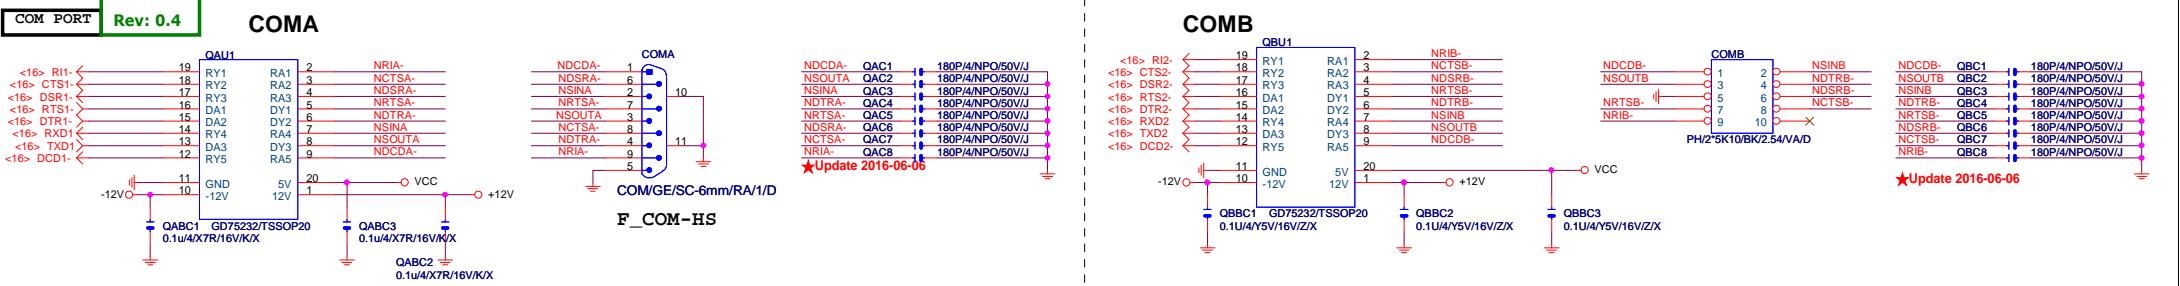 COM PORT
Rev: 0.4
COMA
QAU1
<16> RI1- 19 RY1 RA1 2 NRIA-
<16> CTS1- 18 RY2 RA2 3 NCTSA-
<16> DSR1- 17 RY3 RA3 4 NDSRA-
<16> RTS1- 16 DA1 DY1 5 NRTSA-
<16> DTR1- 15 DA2 DY2 6 NDTRA-
<16> RXD1 14 RY4 RA4 7 NSINA
<16> TXD1 13 DA3 DY3 8 NSOUTA
<16> DCD1- 12 RY5 RA5 9 NDCDA-
11 GND 5V 20 VCC
-12V 10 -12V 12V 1 +12V
QABC1 GD75232/TSSOP20
0.1u/4/X7R/16V/K/X
QABC3
0.1u/4/X7R/16V/K/X
QABC2
0.1u/4/X7R/16V/K/X
COMA
NDCDA- 1
NDSRA- 6
NSINA 2 10
NRTSA- 7
NSOUTA 3
NCTSA- 8
NDTRA- 4 11
NRIA- 9
5
COM/GE/SC-6mm/RA/1/D
F_COM-HS
NDCDA- QAC1 180P/4/NPO/50V/J
NSOUTA QAC2 180P/4/NPO/50V/J
NSINA QAC3 180P/4/NPO/50V/J
NDTRA- QAC4 180P/4/NPO/50V/J
NRTSA- QAC5 180P/4/NPO/50V/J
NDSRA- QAC6 180P/4/NPO/50V/J
NCTSA- QAC7 180P/4/NPO/50V/J
NRIA- QAC8 180P/4/NPO/50V/J
★Update 2016-06-06
COMB
QBU1
<16> RI2- 19 RY1 RA1 2 NRIB-
<16> CTS2- 18 RY2 RA2 3 NCTSB-
<16> DSR2- 17 RY3 RA3 4 NDSRB-
<16> RTS2- 16 DA1 DY1 5 NRTSB-
<16> DTR2- 15 DA2 DY2 6 NDTRB-
<16> RXD2 14 RY4 RA4 7 NSINB
<16> TXD2 13 DA3 DY3 8 NSOUTB
<16> DCD2- 12 RY5 RA5 9 NDCDB-
11 GND 5V 20 VCC
-12V 10 -12V 12V 1 +12V
QBBC1 GD75232/TSSOP20
0.1U/4/Y5V/16V/Z/X
QBBC2
0.1U/4/Y5V/16V/Z/X
QBBC3
0.1U/4/Y5V/16V/Z/X
COMB
NDCDB- 1 2 NSINB
NSOUTB 3 4 NDTRB-
5 6 NDSRB-
NRTSB- 7 8 NCTSB-
NRIB- 9 10
PH/2*5K10/BK/2.54/VA/D
NDCDB- QBC1 180P/4/NPO/50V/J
NSOUTB QBC2 180P/4/NPO/50V/J
NSINB QBC3 180P/4/NPO/50V/J
NDTRB- QBC4 180P/4/NPO/50V/J
NRTSB- QBC5 180P/4/NPO/50V/J
NDSRB- QBC6 180P/4/NPO/50V/J
NCTSB- QBC7 180P/4/NPO/50V/J
NRIB- QBC8 180P/4/NPO/50V/J
★Update 2016-06-06